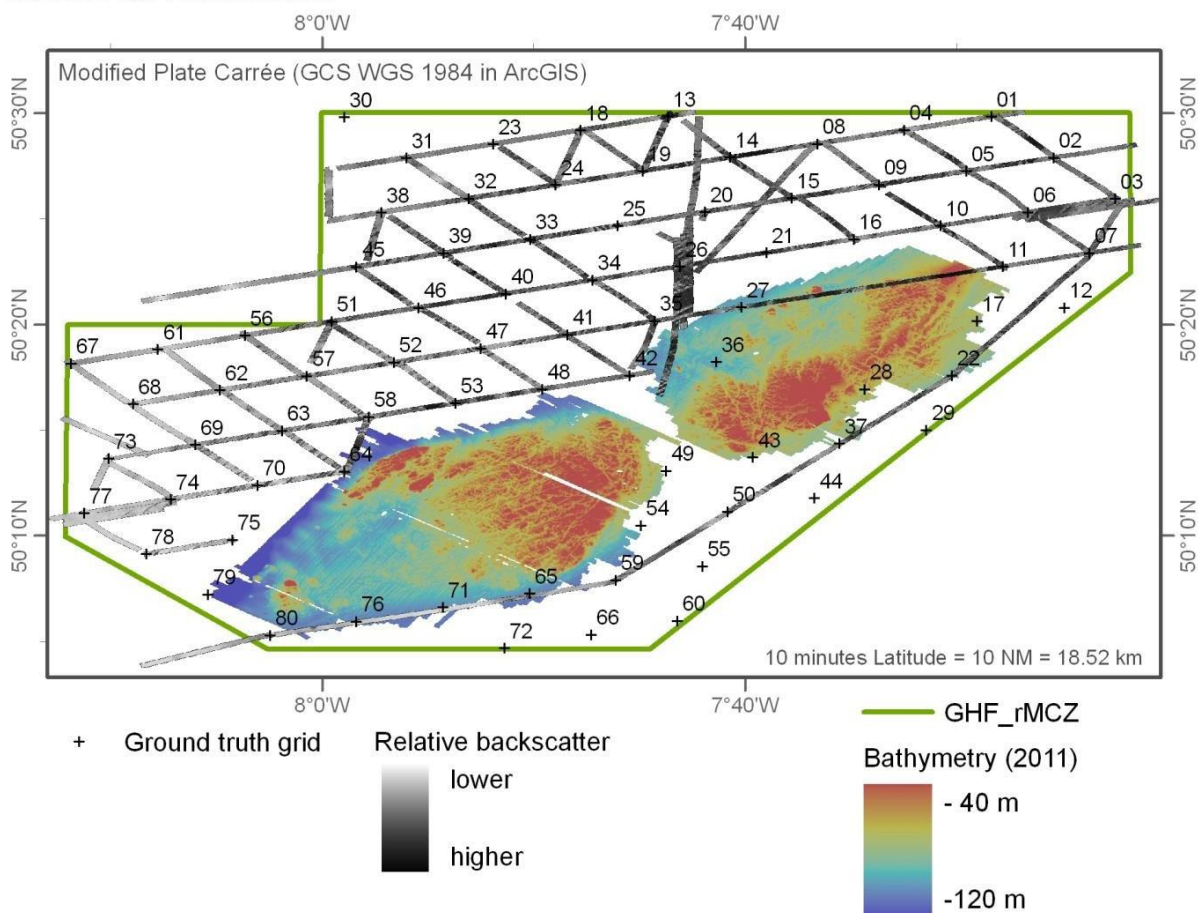 8°0'W 7°40'W
Modified Plate Carrée (GCS WGS 1984 in ArcGIS)
50°30'N 50°30'N
30 13 01
18 04
31 23 14 08 02
24 19 09 05
38 32 15 03
25 20 06
33 16 10
45 39 26 21 07
34 11
40
51 46 35 27 12
50°20'N 50°20'N
56 17
61 47 41
67 57 52 36
42 22
68 62 48 28
53
58 29
69 63 37
73 43
64 49
74 70 44
77 50
54
75
78 55
50°10'N 50°10'N
59
79 71 65
76 60
80 66
72
10 minutes Latitude = 10 NM = 18.52 km
8°0'W 7°40'W
+ Ground truth grid
Relative backscatter
lower
higher
GHF_rMCZ
Bathymetry (2011)
- 40 m
-120 m